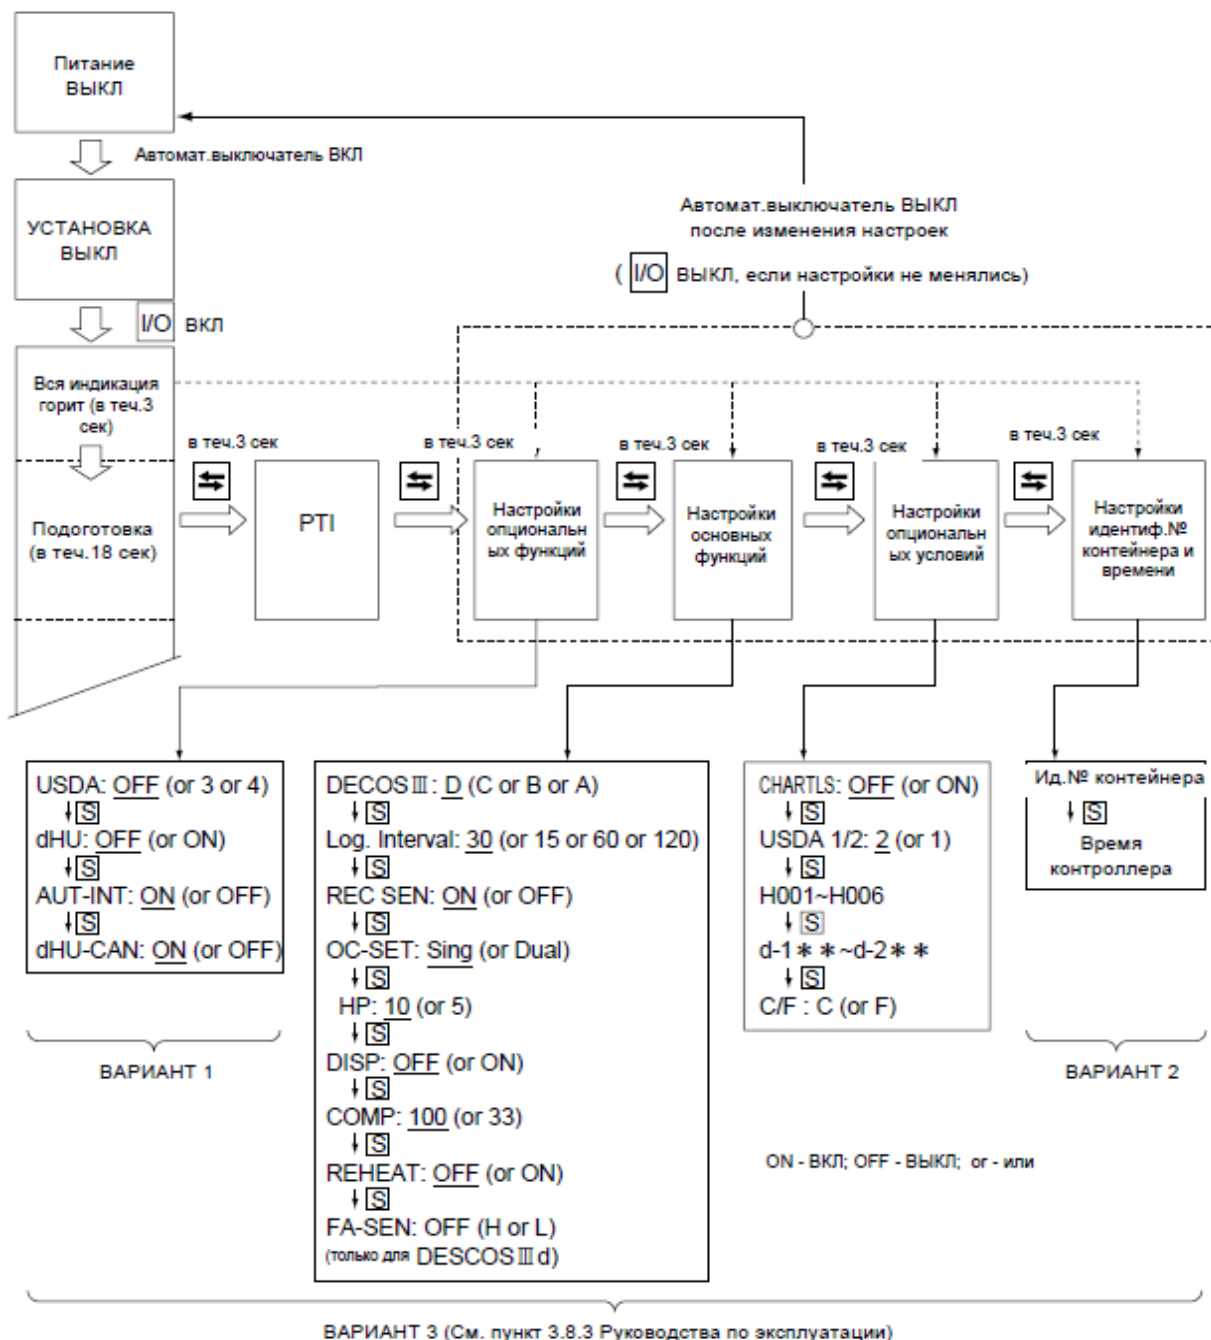 Питание
ВЫКЛ
Автомат.выключатель ВКЛ
УСТАНОВКА
ВЫКЛ
I/O ВКЛ
Автомат.выключатель ВЫКЛ
после изменения настроек
( I/O ВЫКЛ, если настройки не менялись)
Вся индикация
горит (в теч.3
сек)
Подоготовка
(в теч.18 сек)
в теч.3 сек
PTI
в теч.3 сек
Настройки
опциональн
ых функций
в теч.3 сек
Настройки
основных
функций
в теч.3 сек
Настройки
опциональн
ых условий
в теч.3 сек
Настройки
идентиф.№
контейнера и
времени
USDA: OFF (or 3 or 4)
S
dHU: OFF (or ON)
S
AUT-INT: ON (or OFF)
S
dHU-CAN: ON (or OFF)
ВАРИАНТ 1
DECOSⅢ: D (C or B or A)
S
Log. Interval: 30 (or 15 or 60 or 120)
S
REC SEN: ON (or OFF)
S
OC-SET: Sing (or Dual)
S
HP: 10 (or 5)
S
DISP: OFF (or ON)
S
COMP: 100 (or 33)
S
REHEAT: OFF (or ON)
S
FA-SEN: OFF (H or L)
(только для DESCOSⅢd)
CHARTLS: OFF (or ON)
S
USDA 1/2: 2 (or 1)
S
H001~H006
S
d-1**~d-2**
S
C/F : C (or F)
Ид.№ контейнера
S
Время
контроллера
ВАРИАНТ 2
ON - ВКЛ; OFF - ВЫКЛ; or - или
ВАРИАНТ 3 (См. пункт 3.8.3 Руководства по эксплуатации)